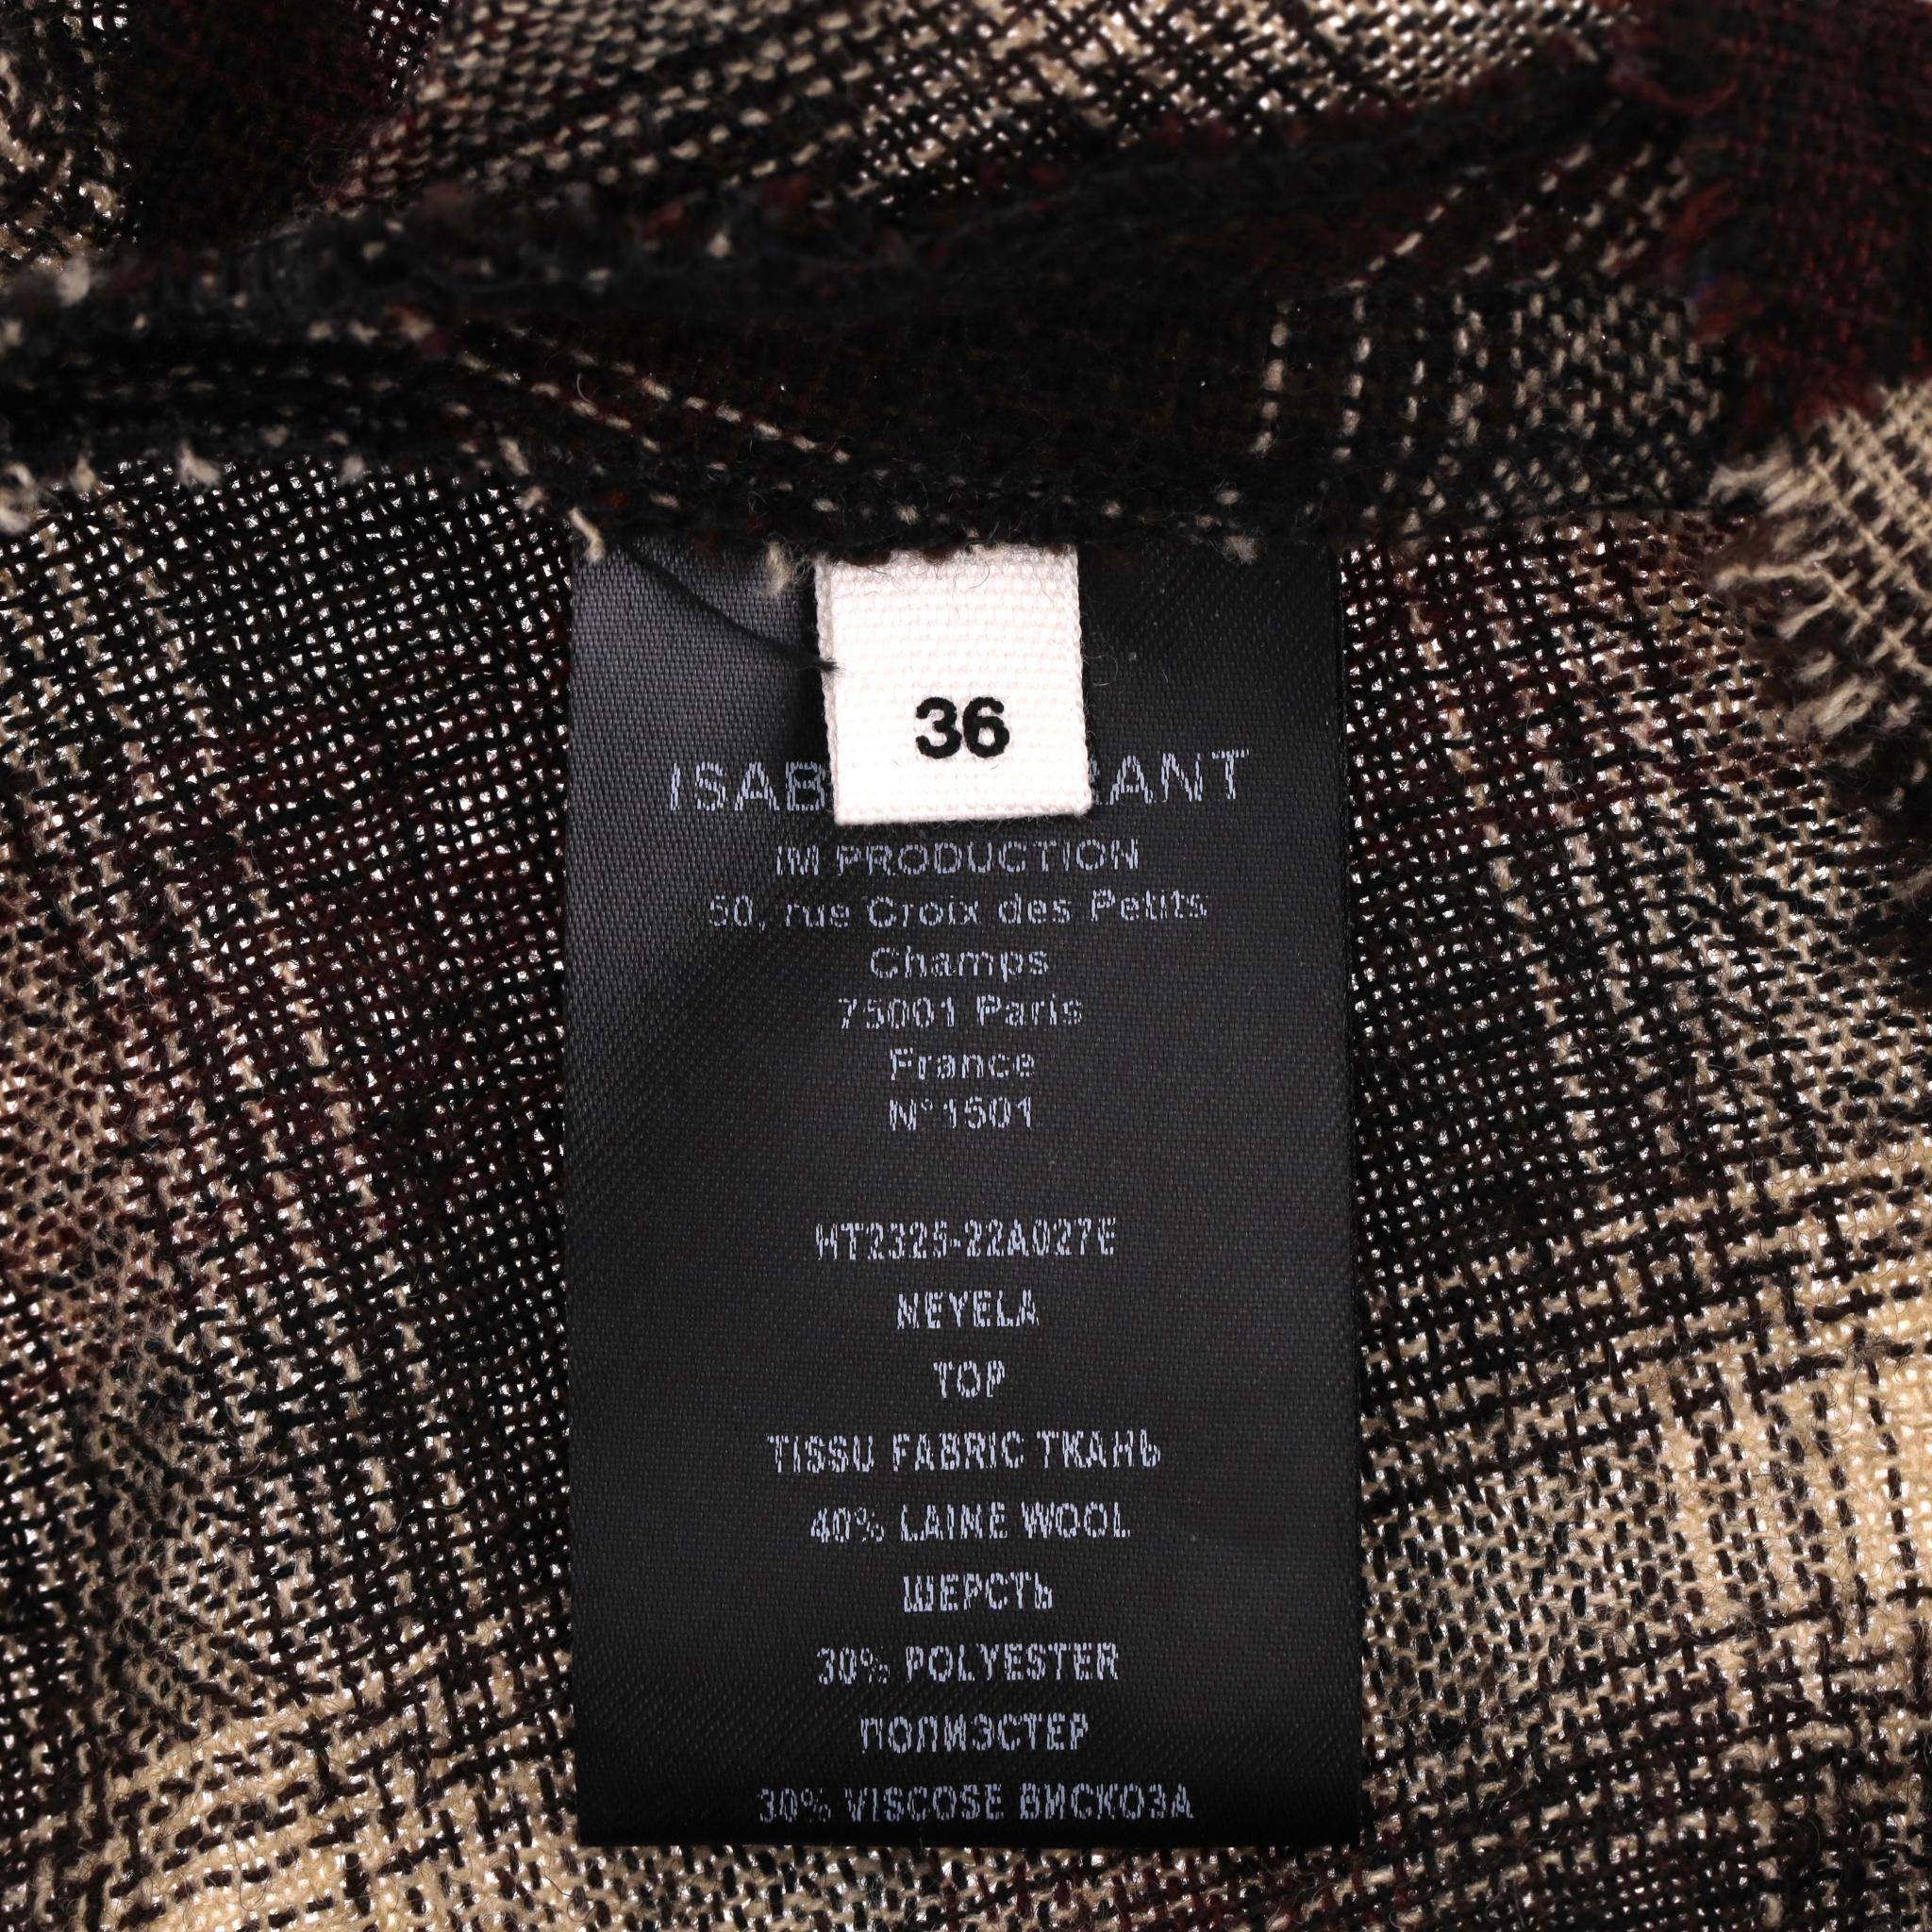 36
ISAB ANT
IM PRODUCTION
50, rue Croix des Petits
Champs
75001 Paris
France
N°1501
HT2325-22A027E
NEYELA
TOP
TISSU FABRIC ТКАНЬ
40% LAINE WOOL
ШЕРСТЬ
30% POLYESTER
ПОЛИЭСТЕР
30% VISCOSE ВИСКОЗА